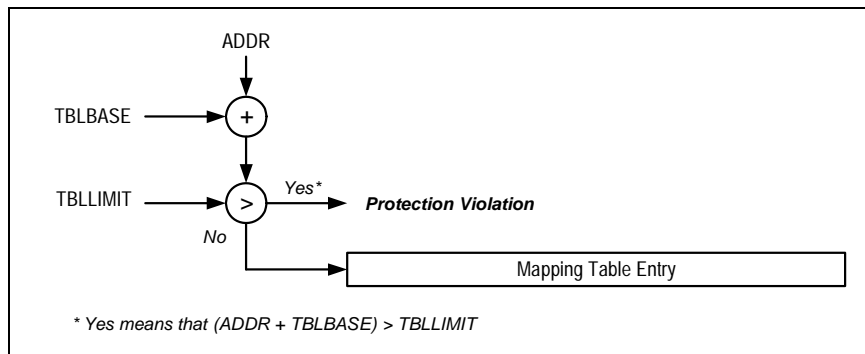 ADDR
TBLBASE
+
TBLLIMIT
>
Yes*
Protection Violation
No
Mapping Table Entry
* Yes means that (ADDR + TBLBASE) > TBLLIMIT